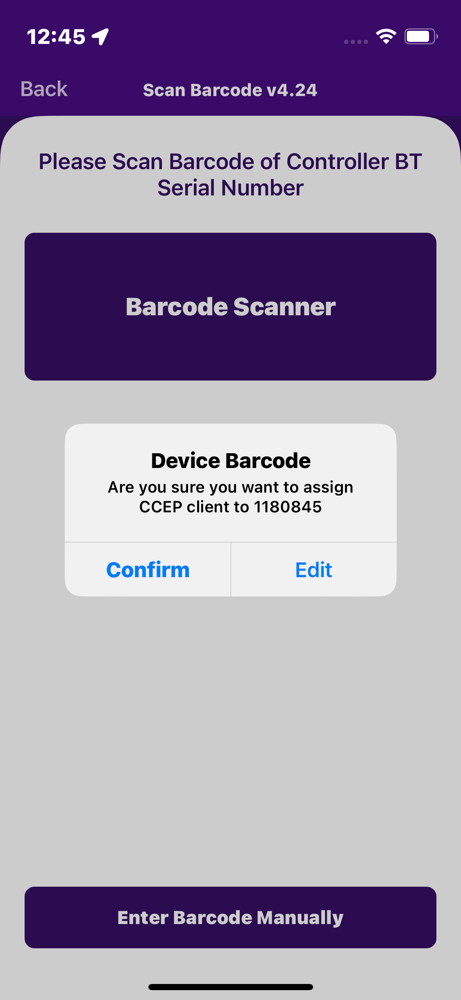 12:45
Back
Scan Barcode v4.24
Please Scan Barcode of Controller BT
Serial Number
Barcode Scanner
Device Barcode
Are you sure you want to assign
CCEP client to 1180845
Confirm
Edit
Enter Barcode Manually